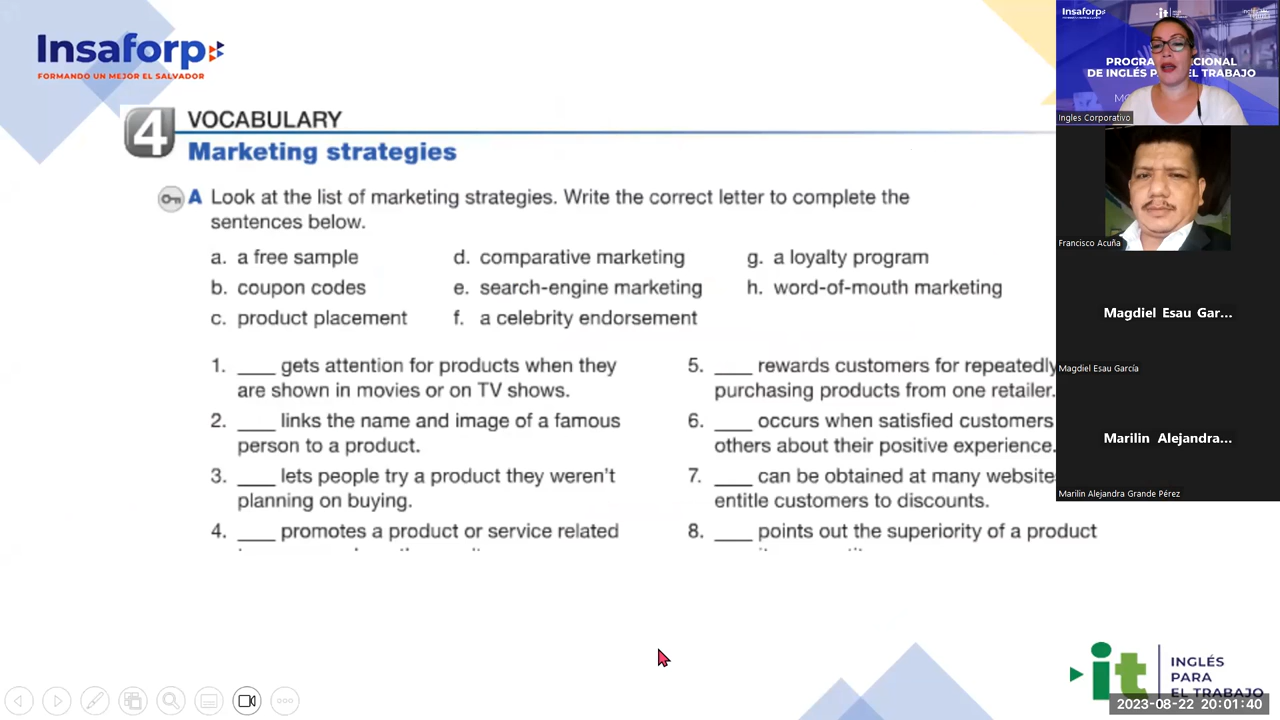 Insaforp
FORMANDO UN MEJOR EL SALVADOR
4 VOCABULARY
Marketing strategies
A Look at the list of marketing strategies. Write the correct letter to complete the
sentences below.
a. a free sample
b. coupon codes
c. product placement
d. comparative marketing
e. search-engine marketing
f. a celebrity endorsement
g. a loyalty program
h. word-of-mouth marketing
1. ____ gets attention for products when they
are shown in movies or on TV shows.
2. ____ links the name and image of a famous
person to a product.
3. ____ lets people try a product they weren't
planning on buying.
4. ____ promotes a product or service related
5. ____ rewards customers for repeatedly
purchasing products from one retailer.
6. ____ occurs when satisfied customers
others about their positive experience.
7. ____ can be obtained at many website
entitle customers to discounts.
8. ____ points out the superiority of a product
Insaforp
it
DE INGLÉS
EL TRABAJO
Ingles Corporativo
Francisco Acuña
Magdiel Esau Gar...
Magdiel Esau García
Marilin Alejandra...
Marilin Alejandra Grande Pérez
it
INGLÉS
PARA
EL TRABAJO
2023-08-22 20:01:40